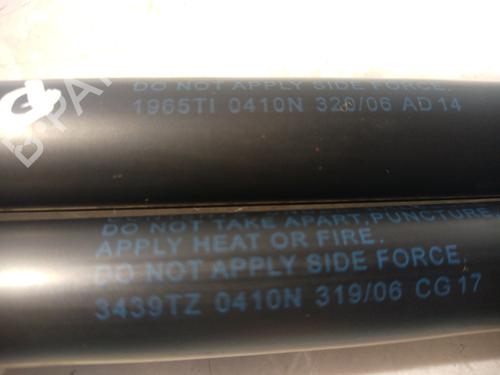 DO NOT APPLY SIDE FORCE.
1965TI 0410N 320/06 AD14
DO NOT TAKE APART, PUNCTURE,
APPLY HEAT OR FIRE.
DO NOT APPLY SIDE FORCE.
3439TZ 0410N 319/06 CG17